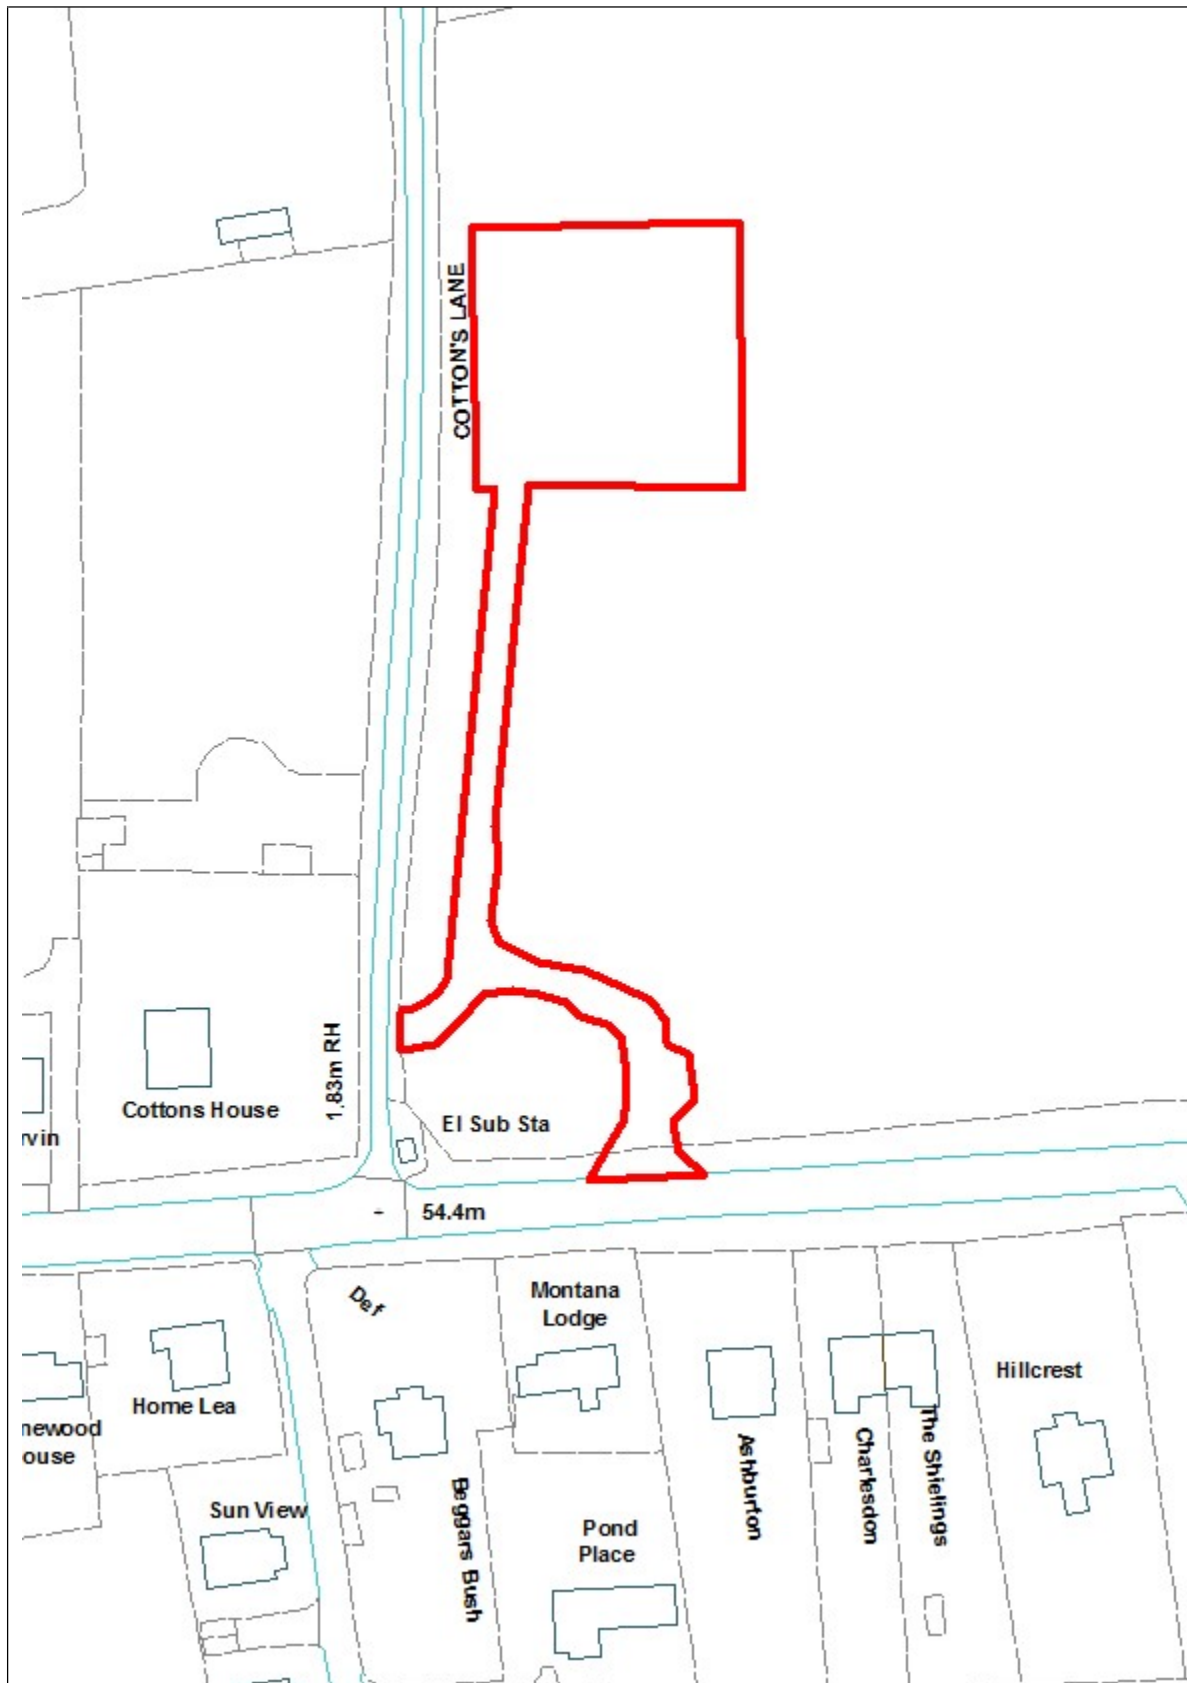 COTTON'S LANE
1.83m RH
Cottons House
El Sub Sta
rvin
54.4m
Def
Montana
Lodge
Hillcrest
Home Lea
newood
ouse
Ashburton
Charlesdon
The Shielings
Beggars Bush
Sun View
Pond
Place